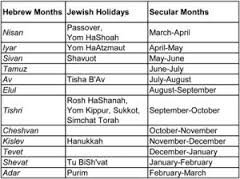 Hebrew Months Jewish Holidays Secular Months
Nisan Passover, Yom HaShoah March-April
Iyar Yom HaAtzmaut April-May
Sivan Shavuot May-June
Tamuz June-July
Av Tisha B'Av July-August
Elul August-September
Tishri Rosh HaShanah, Yom Kippur, Sukkot, Simchat Torah September-October
Cheshvan October-November
Kislev Hanukkah November-December
Tevet December-January
Shevat Tu BiSh'vat January-February
Adar Purim February-March